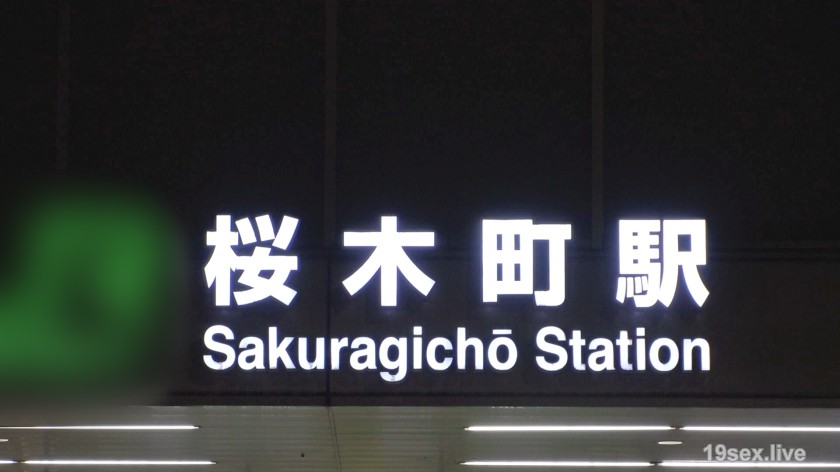 桜木町駅
Sakuragichō Station
19sex.live